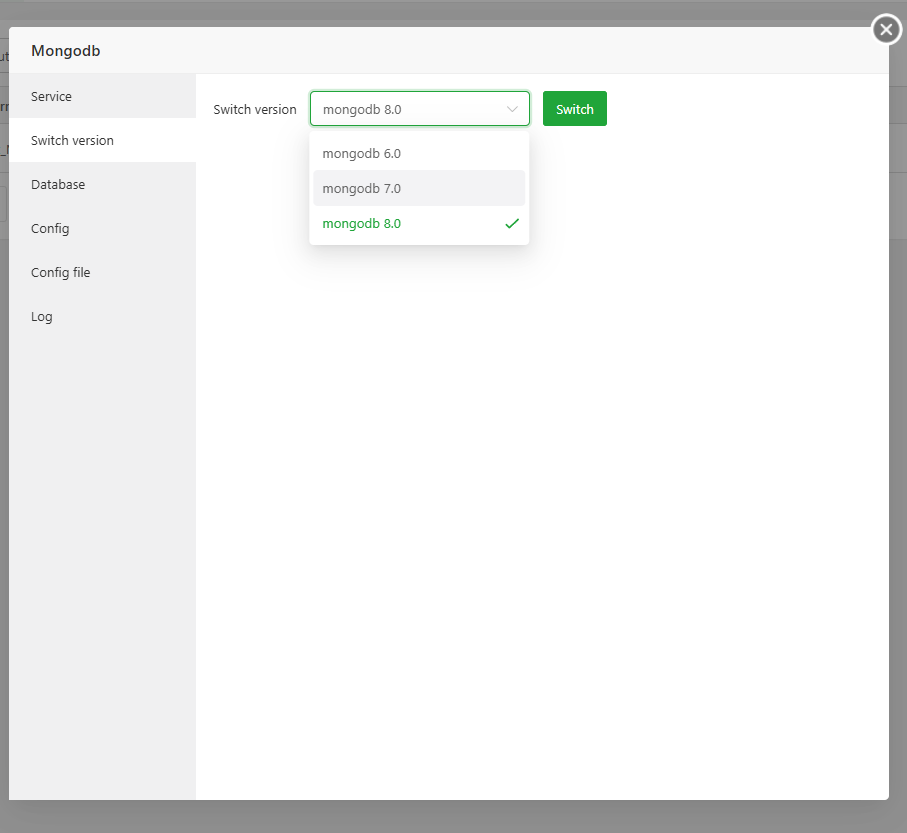 Mongodb
Service
Switch version
Database
Config
Config file
Log
Switch version
mongodb 8.0
Switch
mongodb 6.0
mongodb 7.0
mongodb 8.0